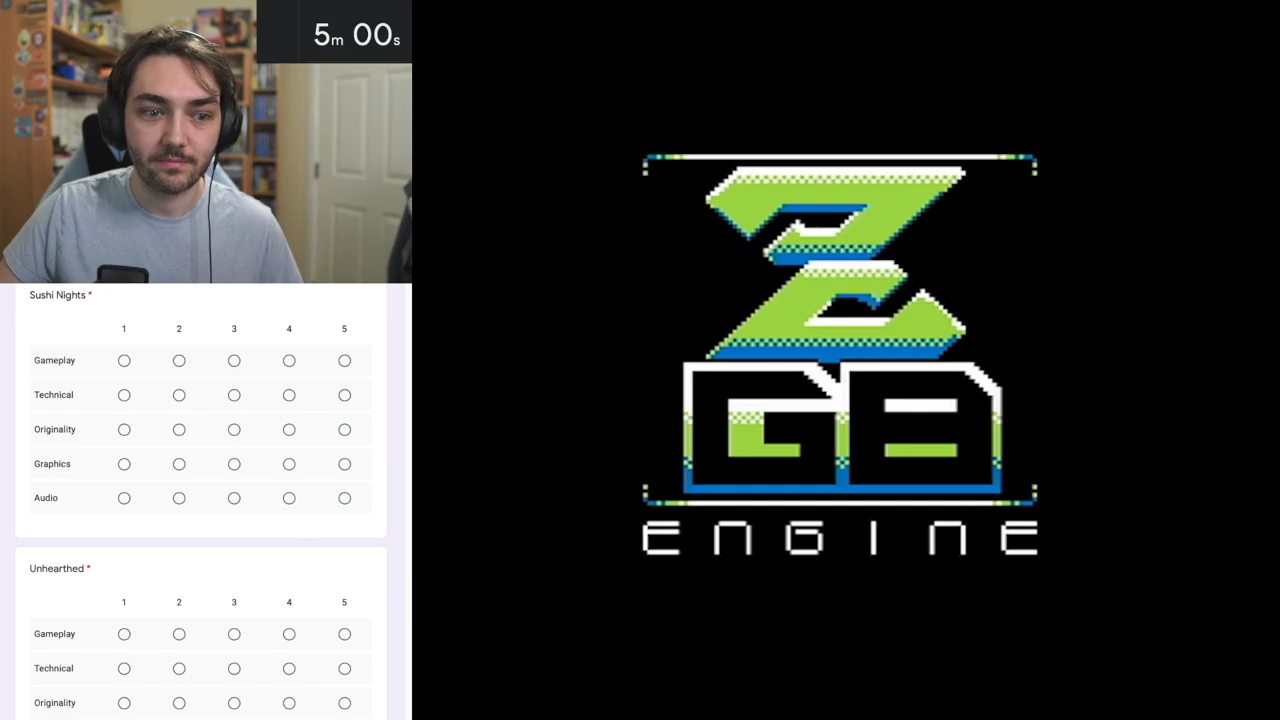 5m 00s
Z
GB
ENGINE
Sushi Nights *
1 2 3 4 5
Gameplay
Technical
Originality
Graphics
Audio
Unhearthed *
1 2 3 4 5
Gameplay
Technical
Originality